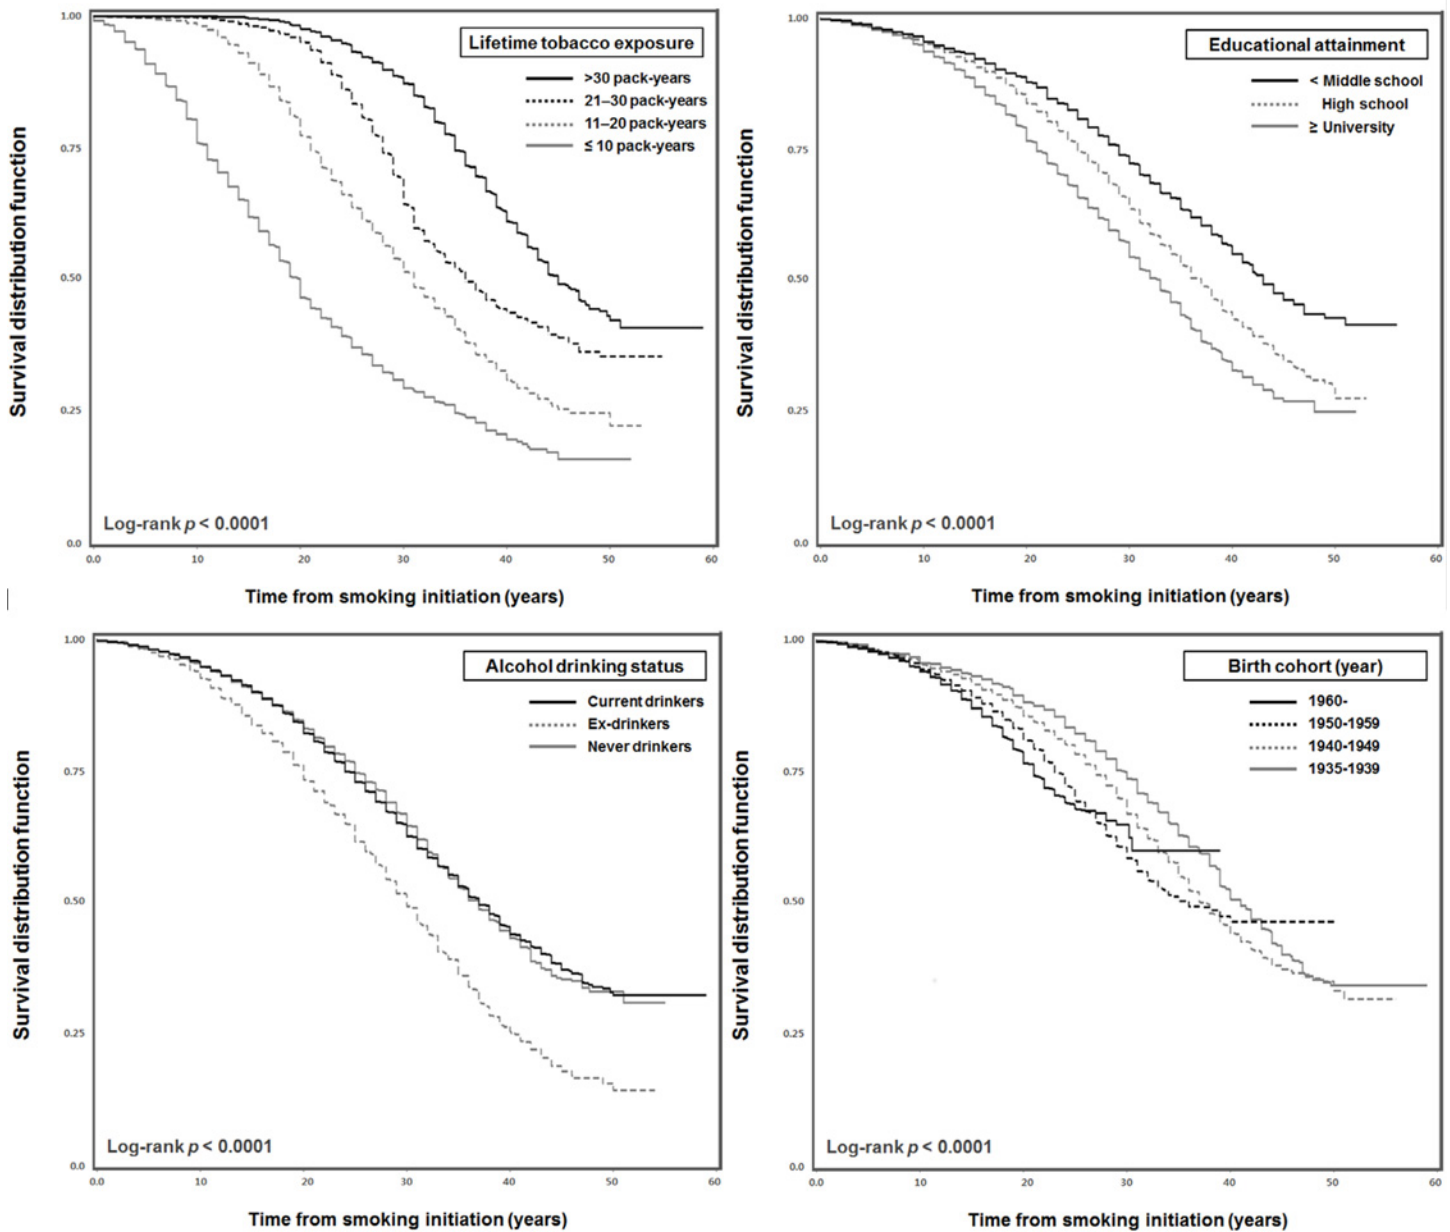 Lifetime tobacco exposure
>30 pack-years
21–30 pack-years
11–20 pack-years
≤ 10 pack-years
Survival distribution function
1.00
0.75
0.50
0.25
0.0
Log-rank p < 0.0001
0.0 10 20 30 40 50 60
Time from smoking initiation (years)
Educational attainment
< Middle school
High school
≥ University
Survival distribution function
1.00
0.75
0.50
0.25
0.0
Log-rank p < 0.0001
0.0 10 20 30 40 50 60
Time from smoking initiation (years)
Alcohol drinking status
Current drinkers
Ex-drinkers
Never drinkers
Survival distribution function
1.00
0.75
0.50
0.25
0.0
Log-rank p < 0.0001
0.0 10 20 30 40 50 60
Time from smoking initiation (years)
Birth cohort (year)
1960-
1950-1959
1940-1949
1935-1939
Survival distribution function
1.00
0.75
0.50
0.25
0.0
Log-rank p < 0.0001
0.0 10 20 30 40 50 60
Time from smoking initiation (years)